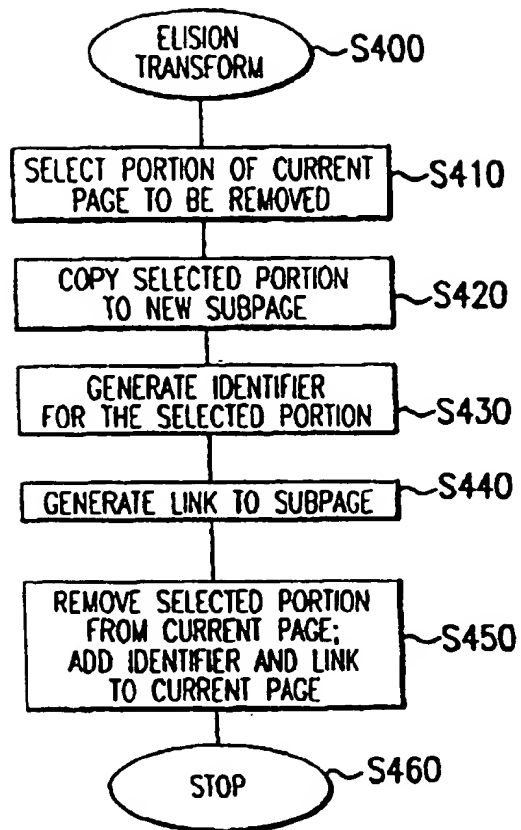 ELISION
TRANSFORM
S400
SELECT PORTION OF CURRENT
PAGE TO BE REMOVED
S410
COPY SELECTED PORTION
TO NEW SUBPAGE
S420
GENERATE IDENTIFIER
FOR THE SELECTED PORTION
S430
GENERATE LINK TO SUBPAGE
S440
REMOVE SELECTED PORTION
FROM CURRENT PAGE;
ADD IDENTIFIER AND LINK
TO CURRENT PAGE
S450
STOP
S460